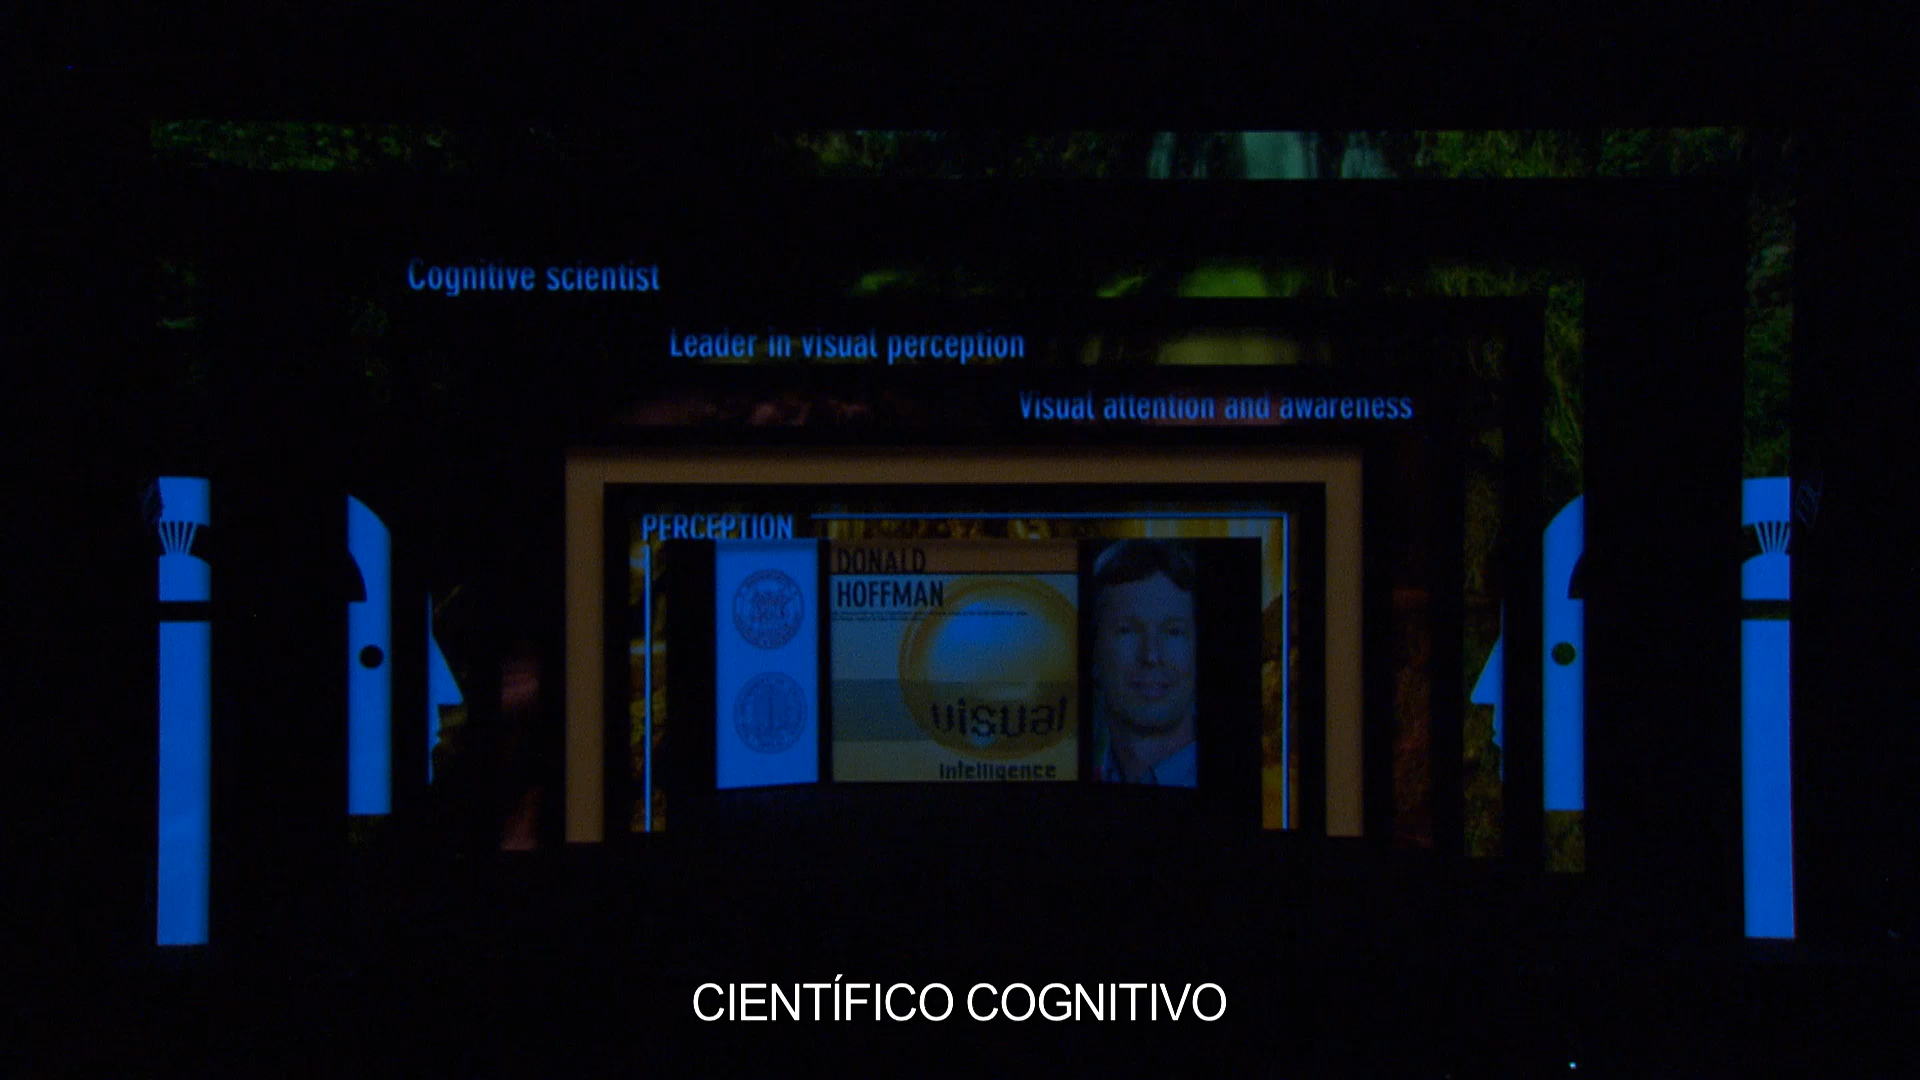 Cognitive scientist
Leader in visual perception
Visual attention and awareness
PERCEPTION
DONALD
HOFFMAN
visual
intelligence
CIENTÍFICO COGNITIVO